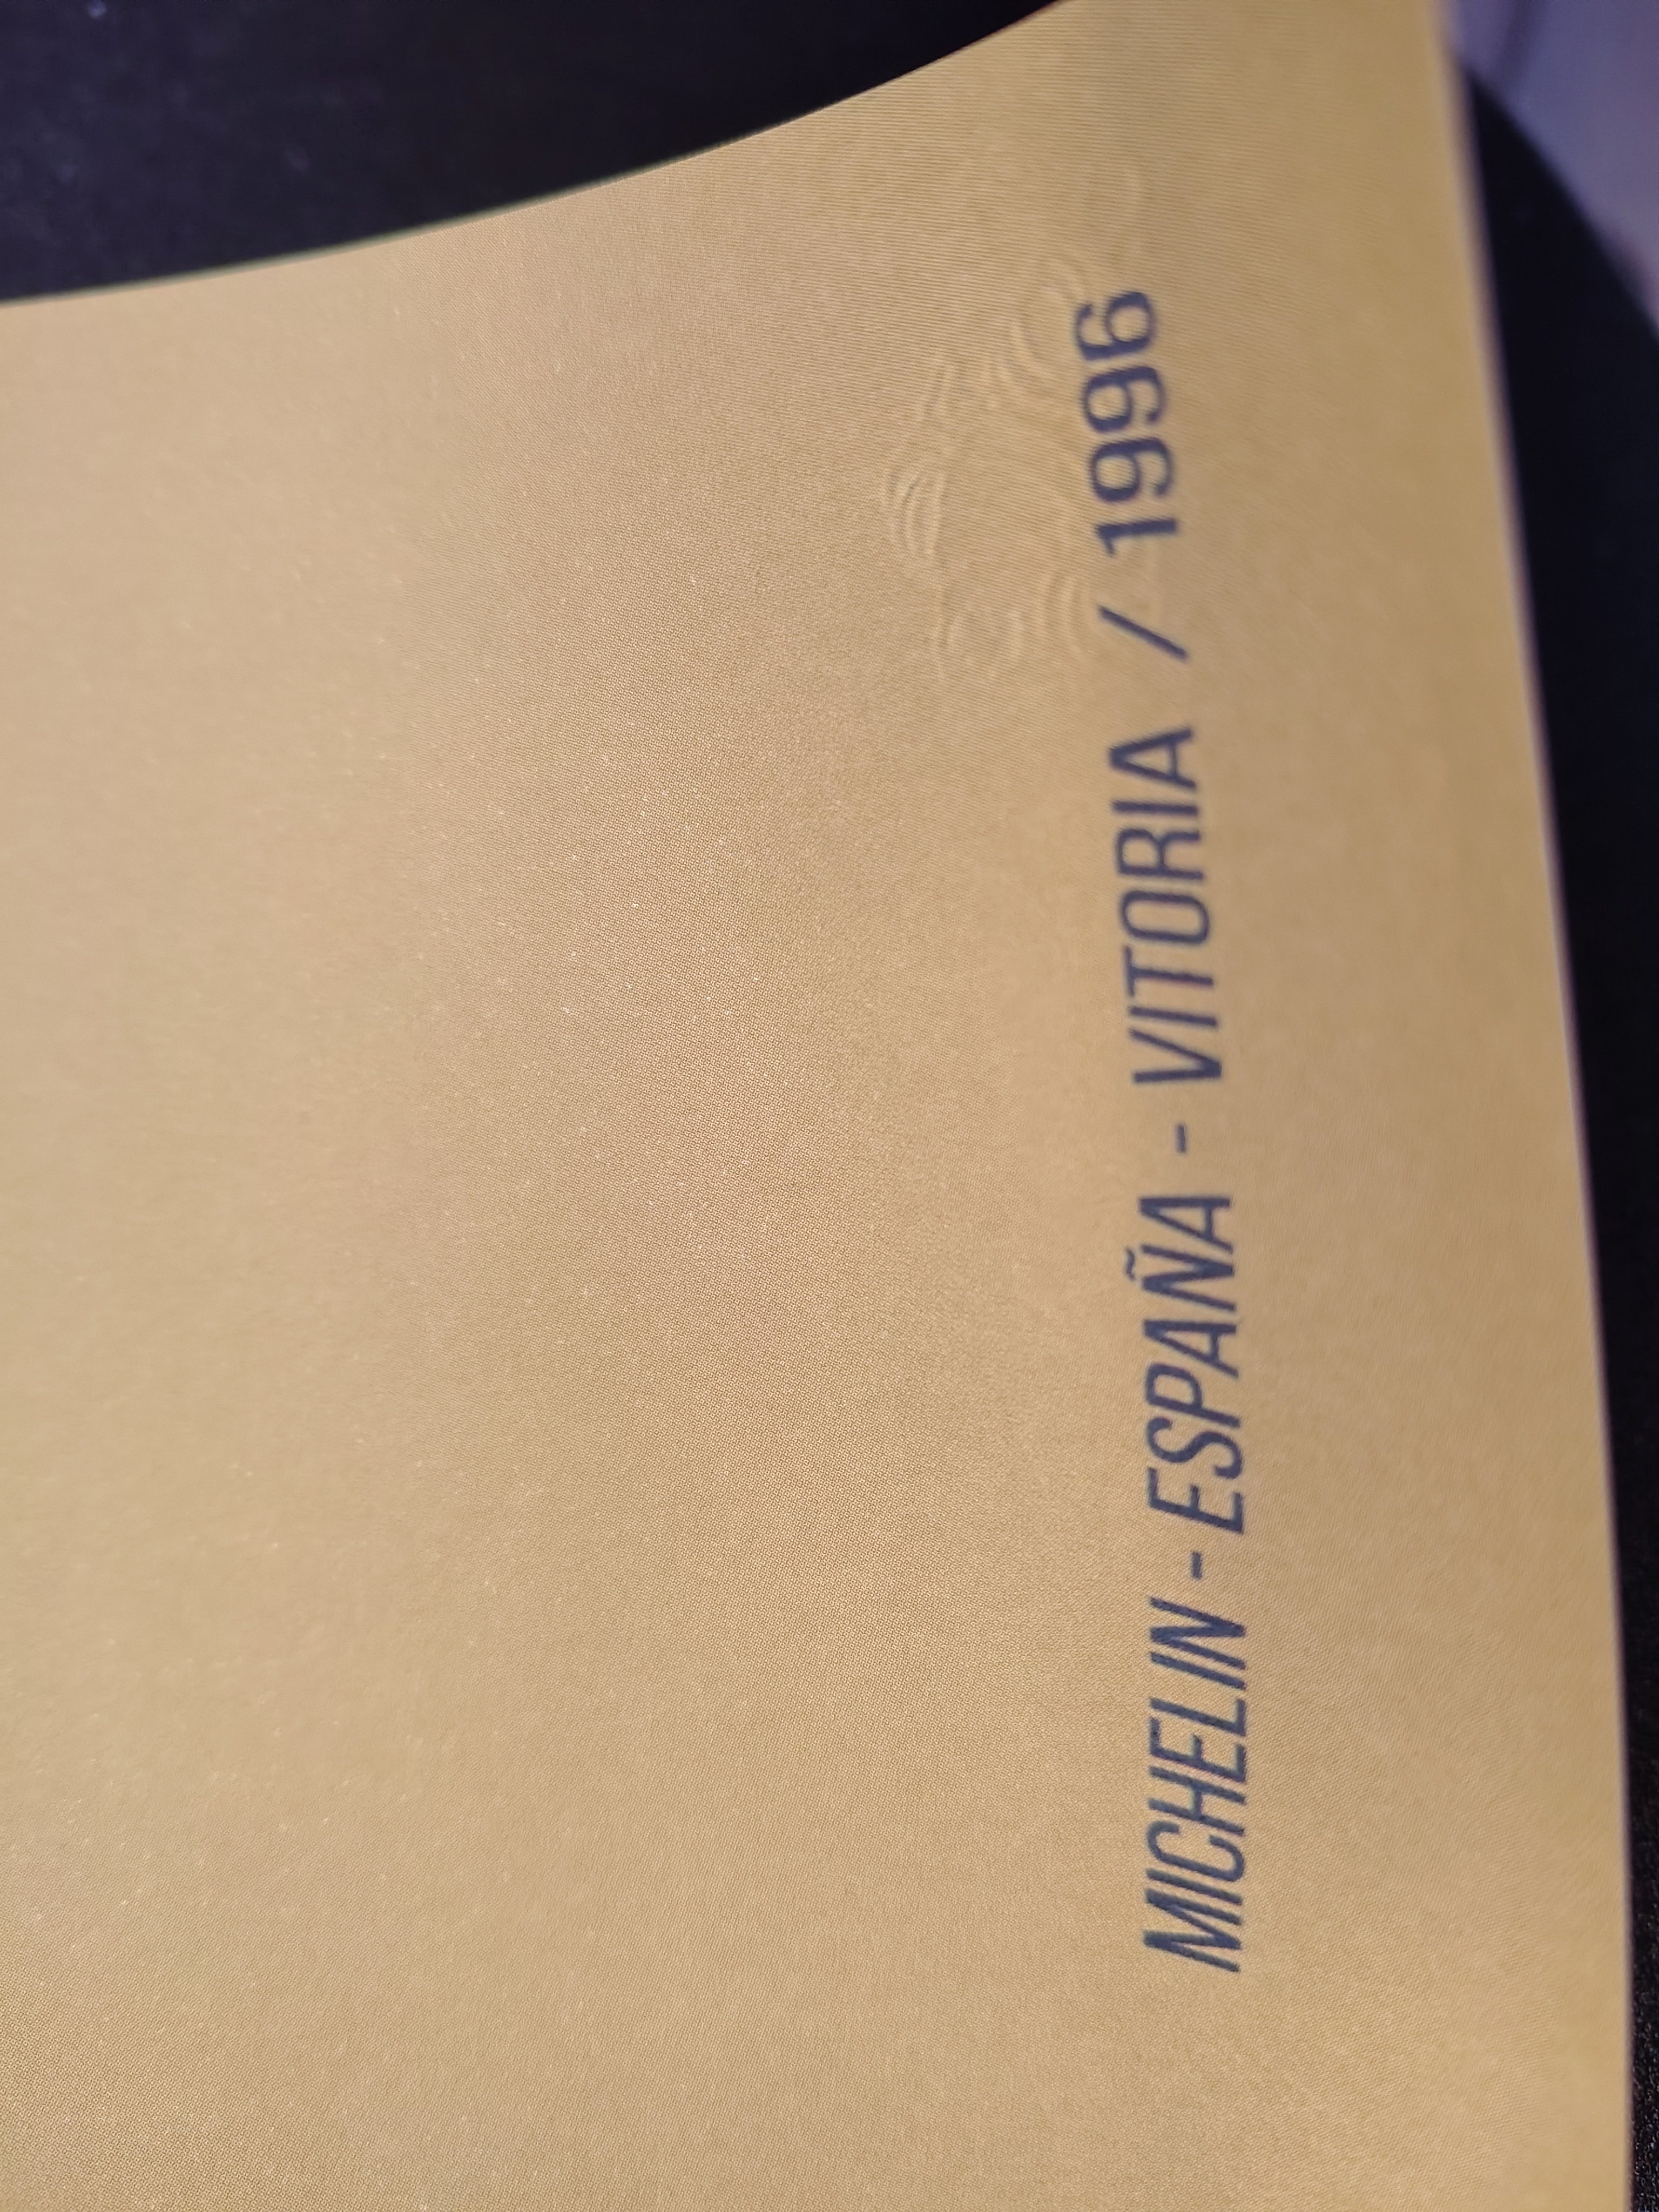 MICHELIN - ESPAÑA - VITORIA / 1996